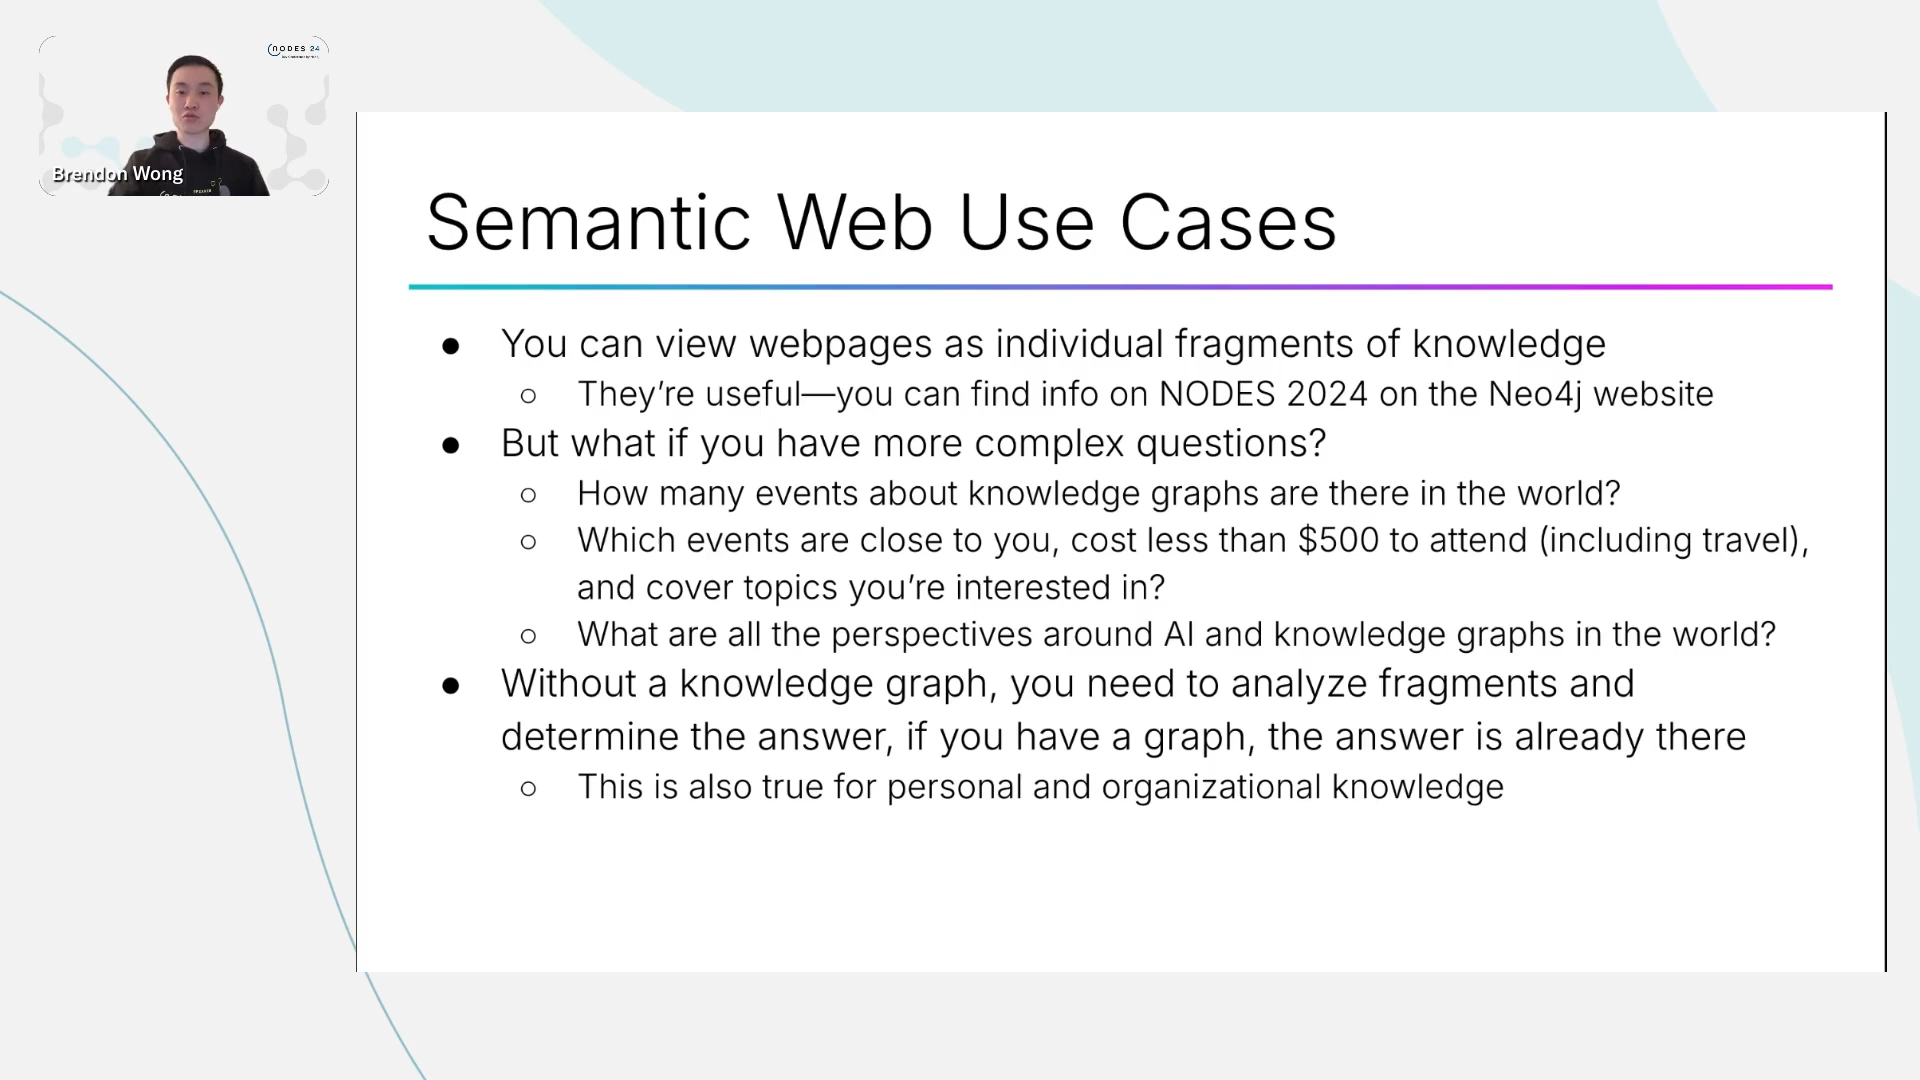 NODES 24
Brendon Wong
Semantic Web Use Cases
● You can view webpages as individual fragments of knowledge
○ They’re useful—you can find info on NODES 2024 on the Neo4j website
● But what if you have more complex questions?
○ How many events about knowledge graphs are there in the world?
○ Which events are close to you, cost less than $500 to attend (including travel),
and cover topics you’re interested in?
○ What are all the perspectives around AI and knowledge graphs in the world?
● Without a knowledge graph, you need to analyze fragments and
determine the answer, if you have a graph, the answer is already there
○ This is also true for personal and organizational knowledge